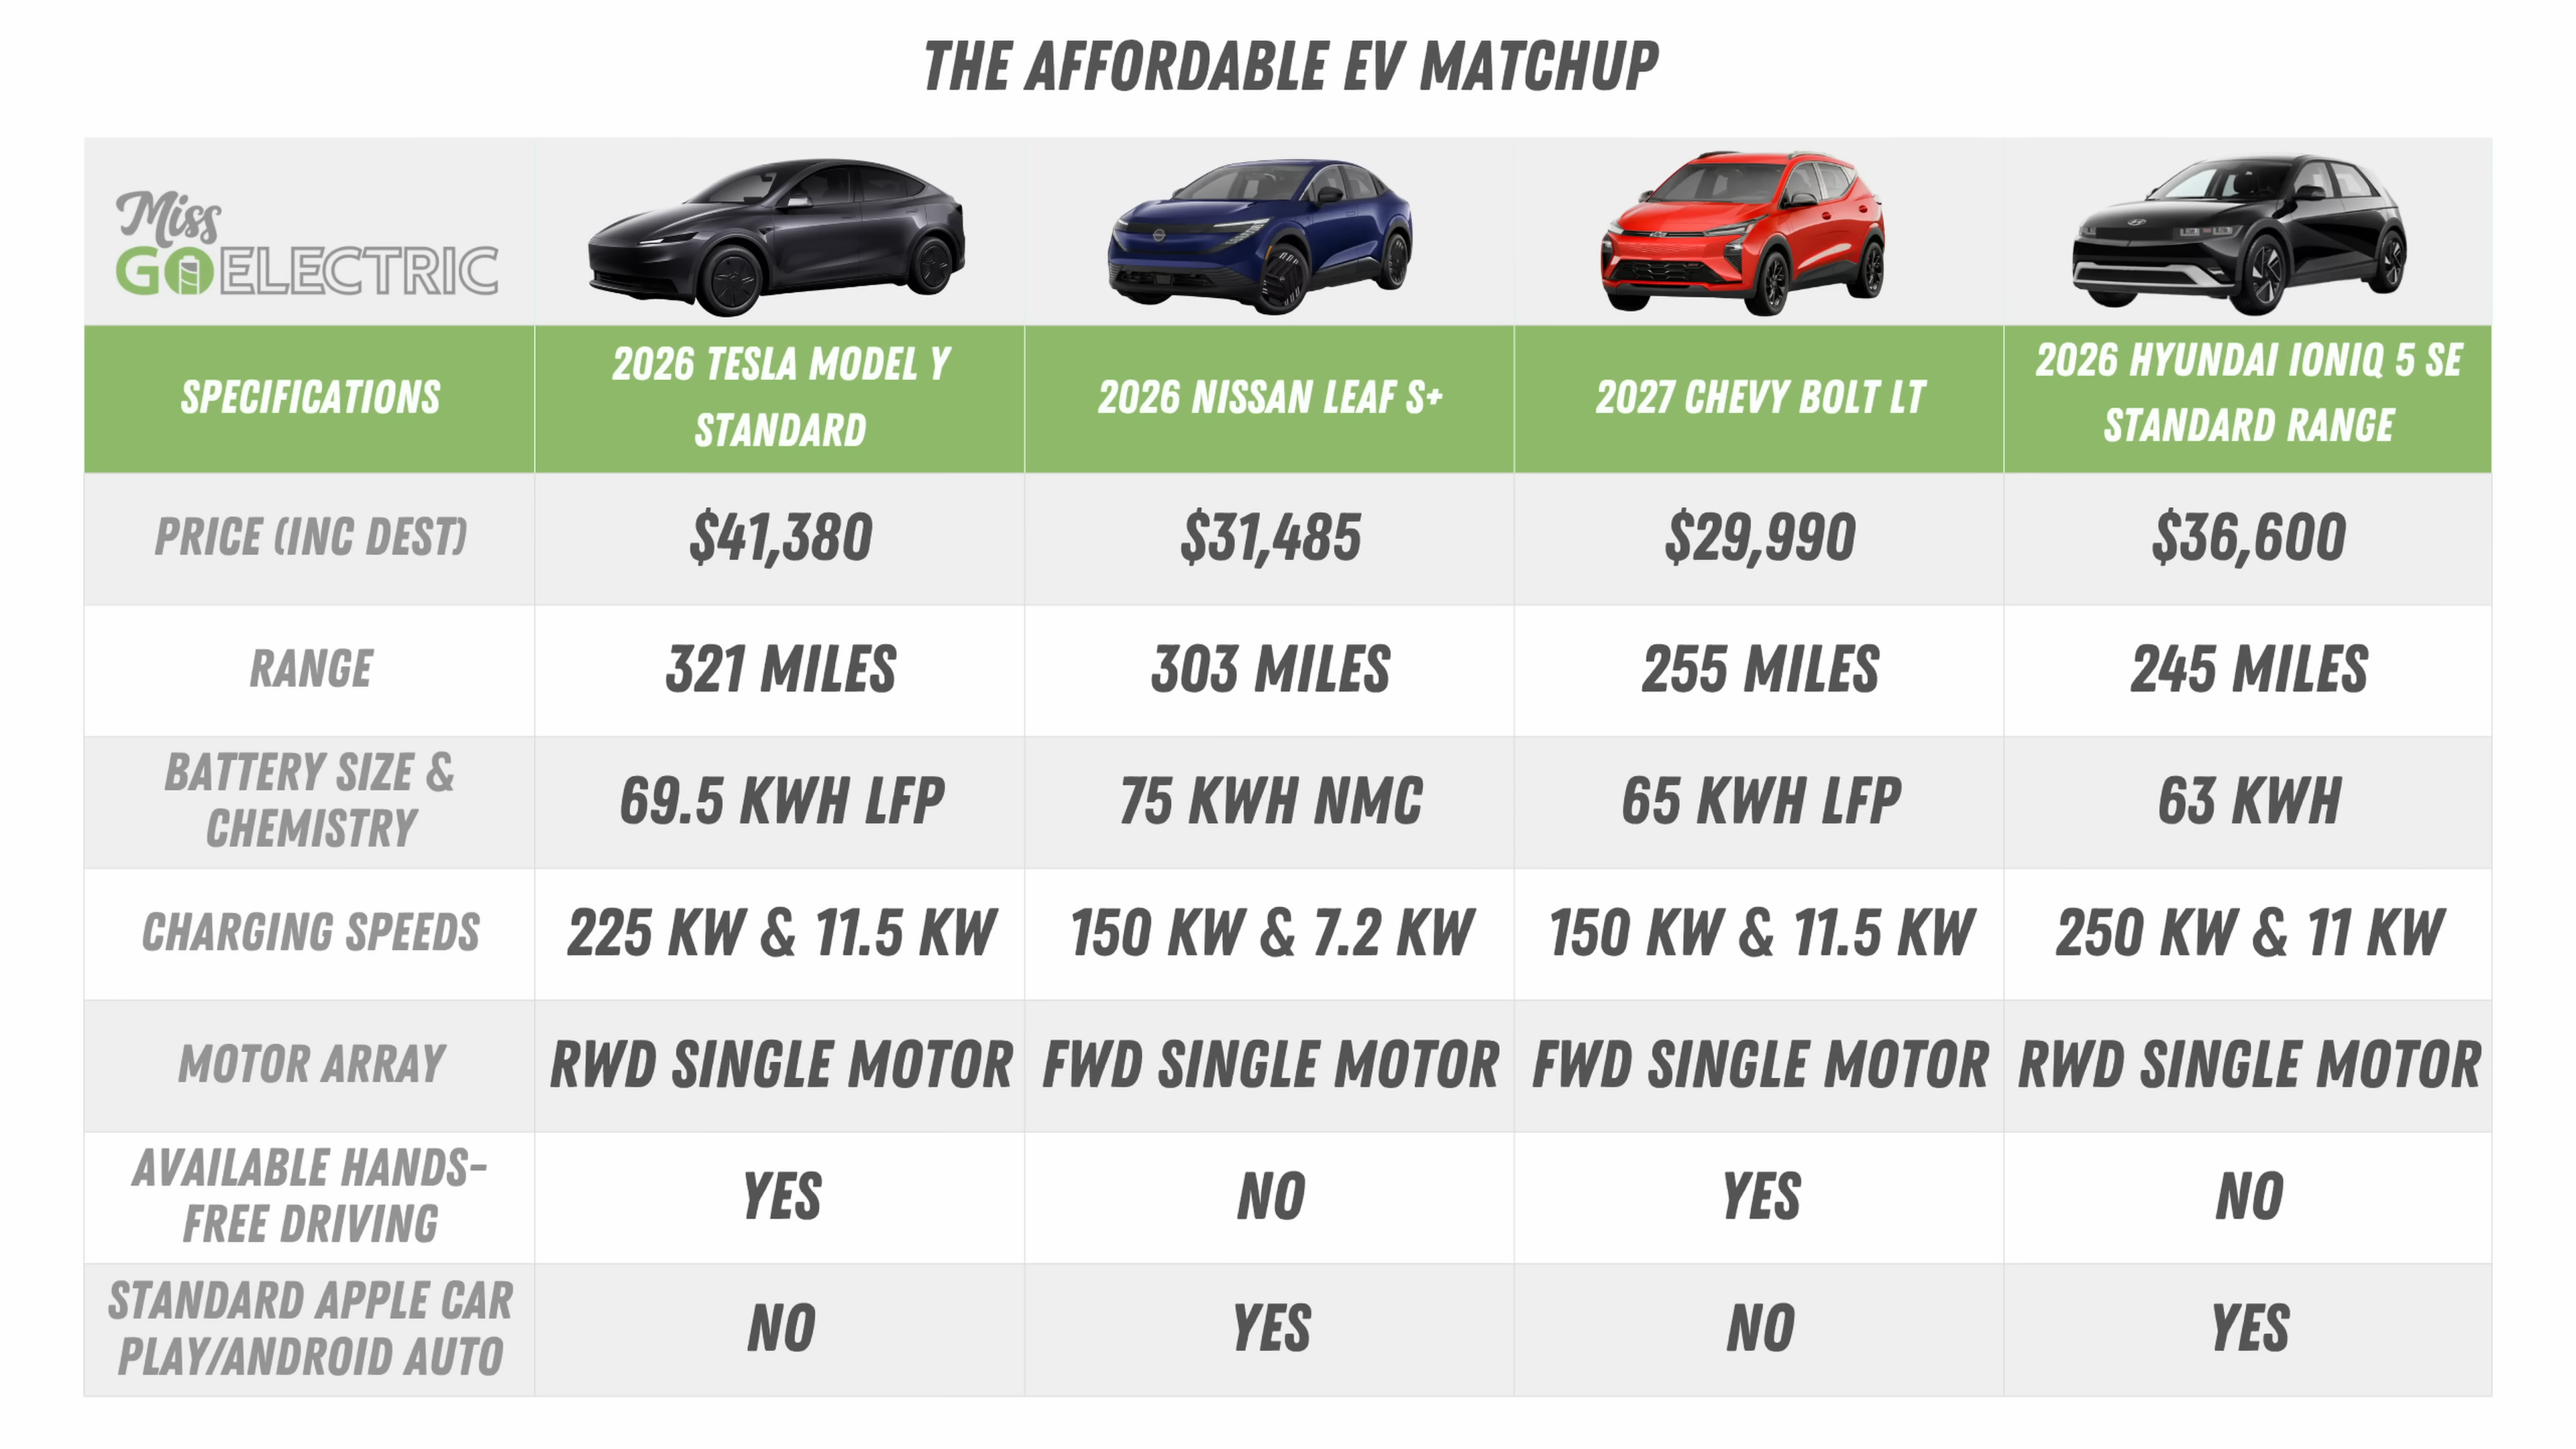 THE AFFORDABLE EV MATCHUP
Miss
GO ELECTRIC
SPECIFICATIONS
2026 TESLA MODEL Y
STANDARD
2026 NISSAN LEAF S+
2027 CHEVY BOLT LT
2026 HYUNDAI IONIQ 5 SE
STANDARD RANGE
PRICE (INC DEST)
$41,380
$31,485
$29,990
$36,600
RANGE
321 MILES
303 MILES
255 MILES
245 MILES
BATTERY SIZE &
CHEMISTRY
69.5 KWH LFP
75 KWH NMC
65 KWH LFP
63 KWH
CHARGING SPEEDS
225 KW & 11.5 KW
150 KW & 7.2 KW
150 KW & 11.5 KW
250 KW & 11 KW
MOTOR ARRAY
RWD SINGLE MOTOR
FWD SINGLE MOTOR
FWD SINGLE MOTOR
RWD SINGLE MOTOR
AVAILABLE HANDS-
FREE DRIVING
YES
NO
YES
NO
STANDARD APPLE CAR
PLAY/ANDROID AUTO
NO
YES
NO
YES